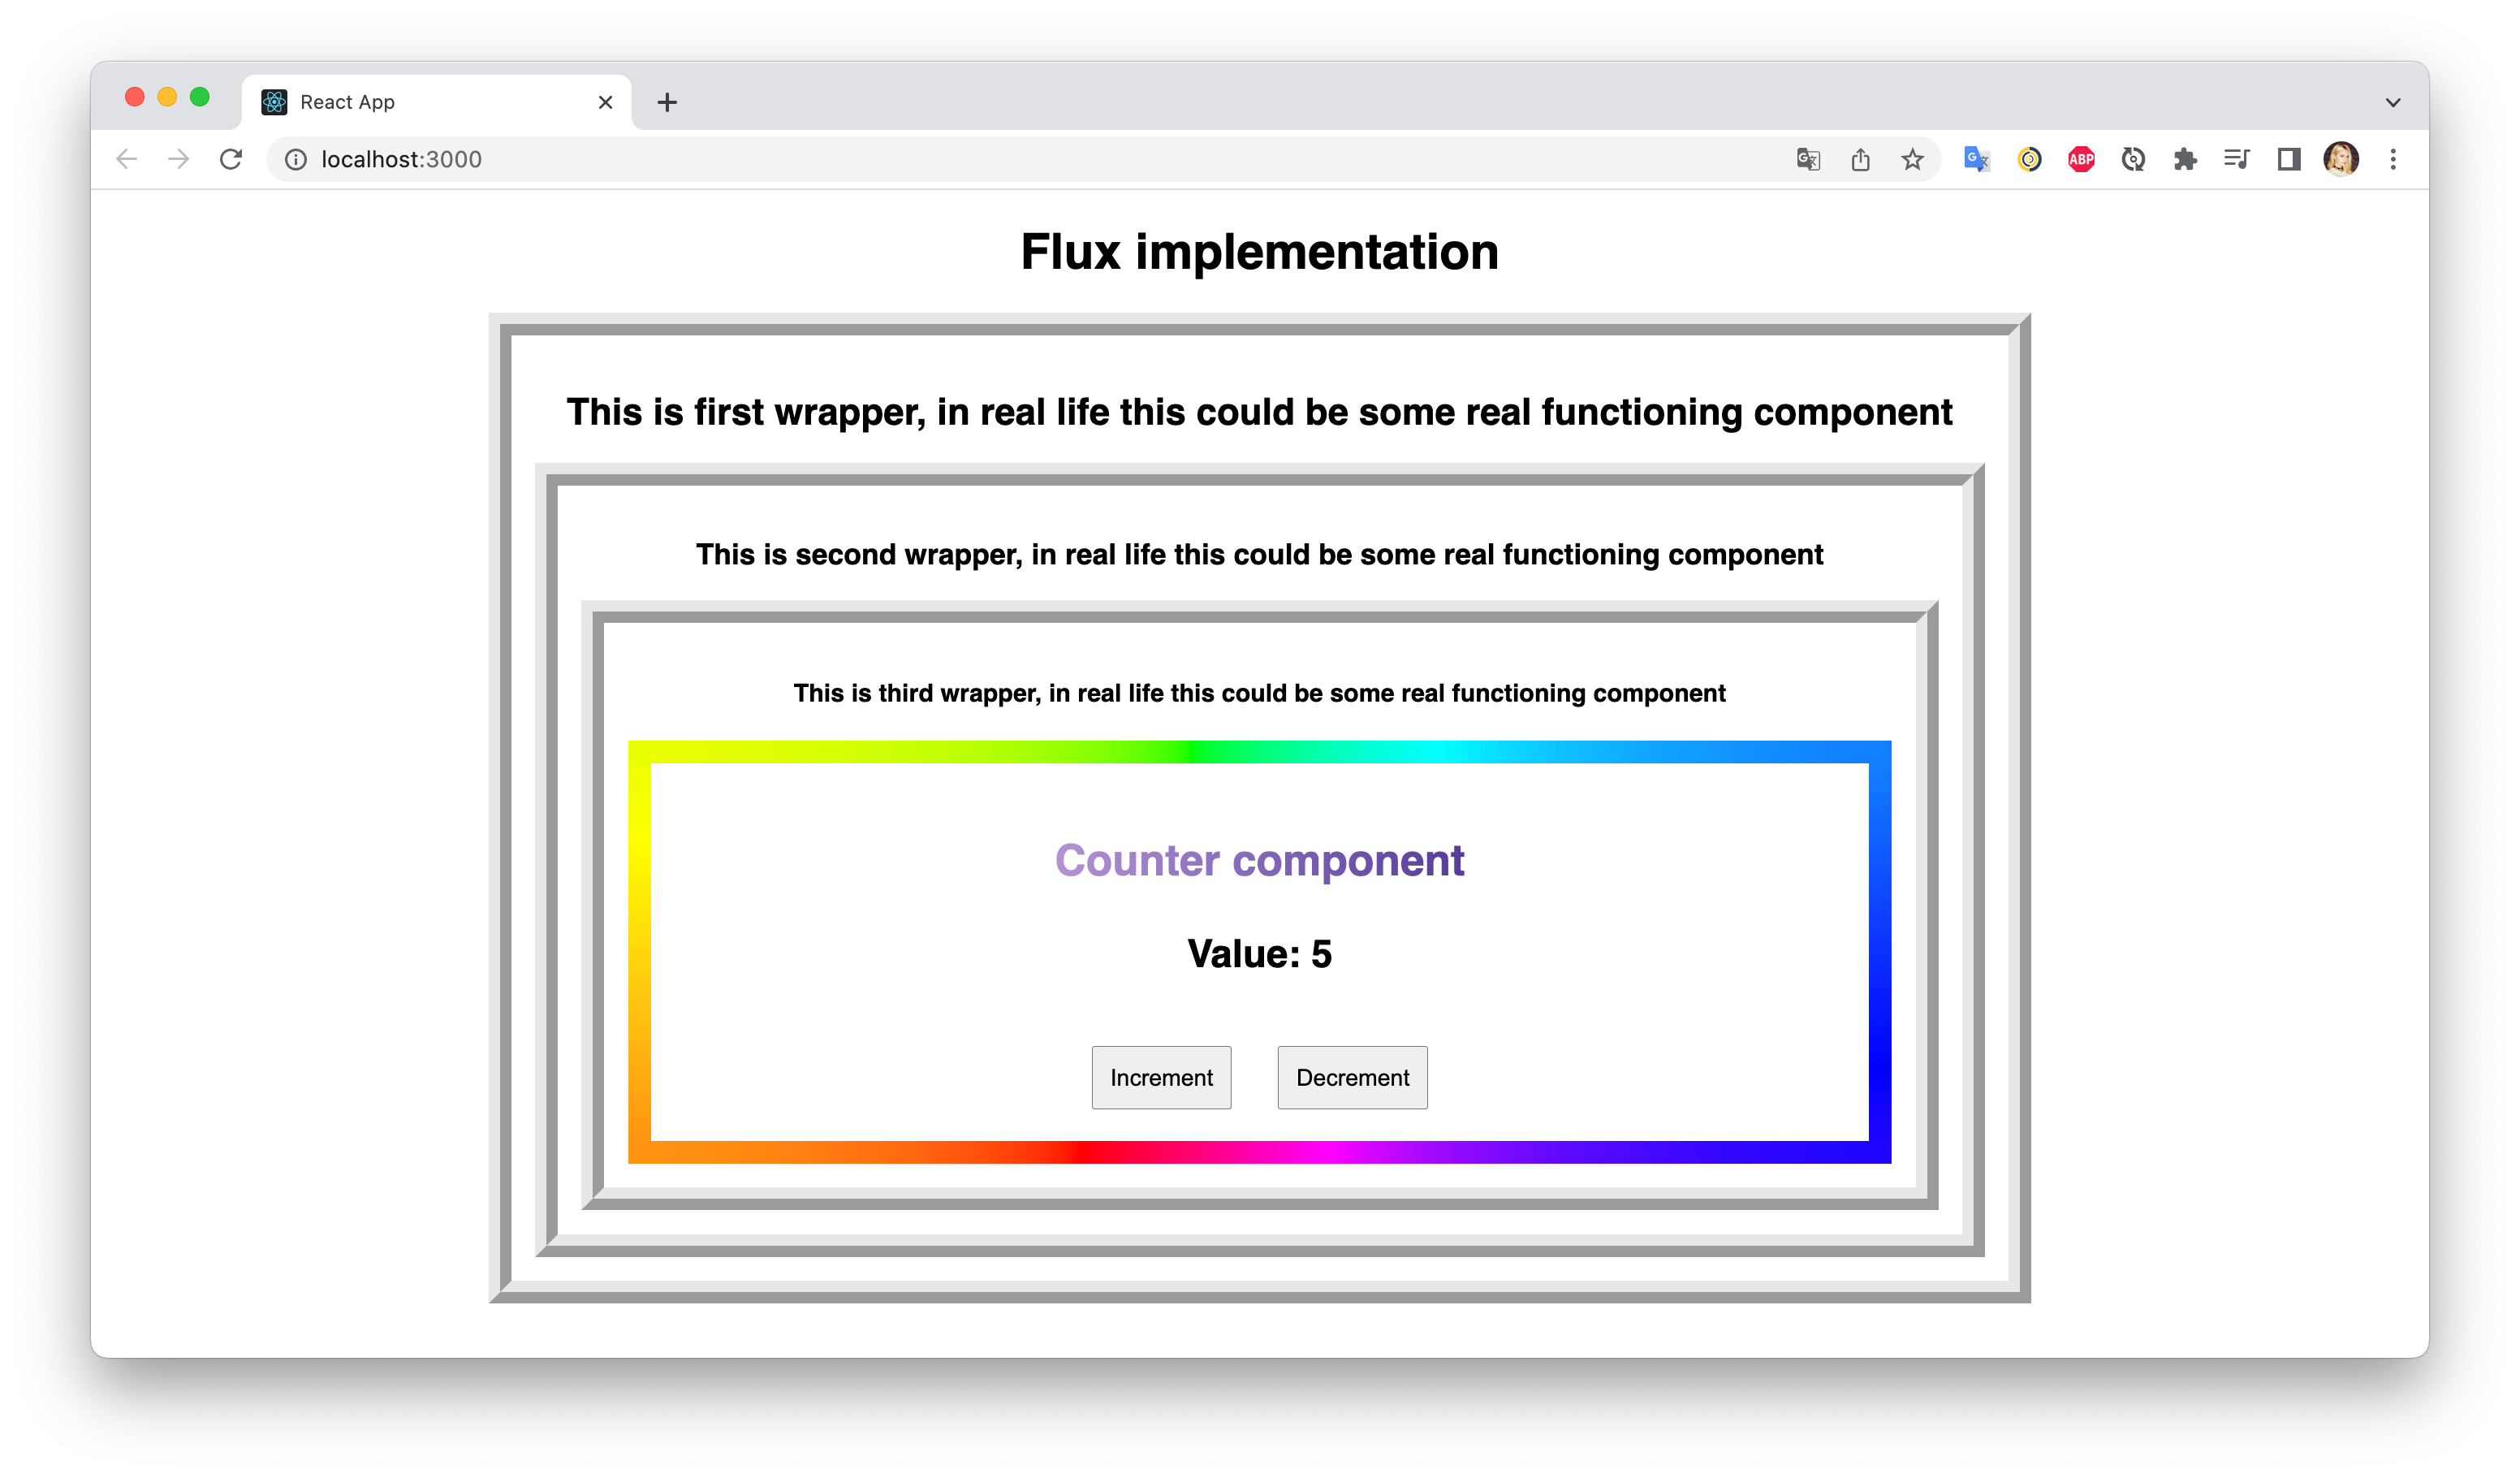 React App
localhost:3000
ABP
Flux implementation
This is first wrapper, in real life this could be some real functioning component
This is second wrapper, in real life this could be some real functioning component
This is third wrapper, in real life this could be some real functioning component
Counter component
Value: 5
Increment
Decrement